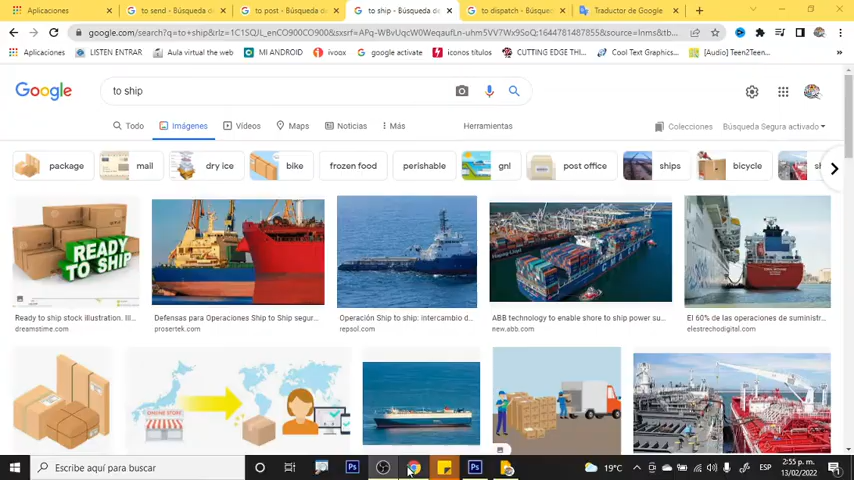 Aplicaciones
to send - Búsqueda d
to post - Búsqueda d
to ship - Búsqueda de
to dispatch - Búsqued
Traductor de Google
google.com/search?q=to+ship&rlz=1C1SQJL_enCO900CO900&sxsrf=APq-WBvUqcW0WeqaufLn-uhm5VV7Wx9SoQ:1644781487855&source=lnms&tb...
Aplicaciones
LISTEN ENTRAR
Aula virtual the web
MI ANDROID
ivoox
google activate
iconos títulos
CUTTING EDGE THI...
Cool Text Graphics...
[Audio] Teen2Teen...
Google
to ship
Todo
Imágenes
Vídeos
Maps
Noticias
Más
Herramientas
Colecciones
Búsqueda Segura activado
package
mail
dry ice
bike
frozen food
perishable
gnl
post office
ships
bicycle
READY
TO SHIP
Ready to ship stock illustration. Ill...
dreamstime.com
Defensas para Operaciones Ship to Ship segur...
prosertek.com
Operación Ship to ship: intercambio d...
repsol.com
ABB technology to enable shore to ship power su...
new.abb.com
El 60% de las operaciones de suministr...
elestrechodigital.com
ONLINE STORE
Escribe aquí para buscar
19°C
ESP
2:55 p. m.
13/02/2022